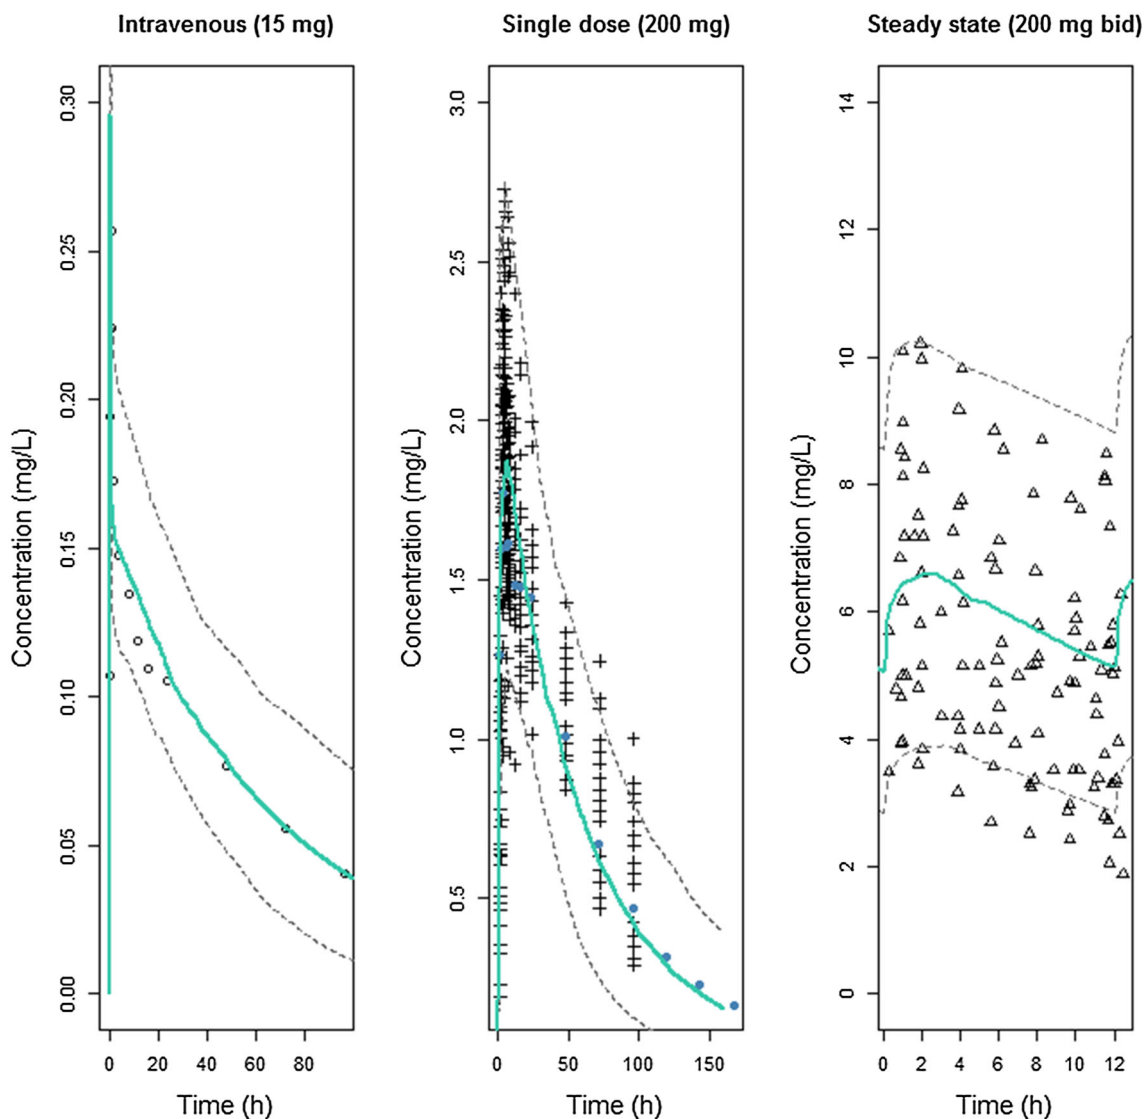 Intravenous (15 mg)
Single dose (200 mg)
Steady state (200 mg bid)
Concentration (mg/L)
0.30
0.25
0.20
0.15
0.10
0.05
0.00
0 20 40 60 80
Time (h)
Concentration (mg/L)
3.0
2.5
2.0
1.5
1.0
0.5
0 50 100 150
Time (h)
Concentration (mg/L)
14
12
10
8
6
4
2
0
0 2 4 6 8 10 12
Time (h)